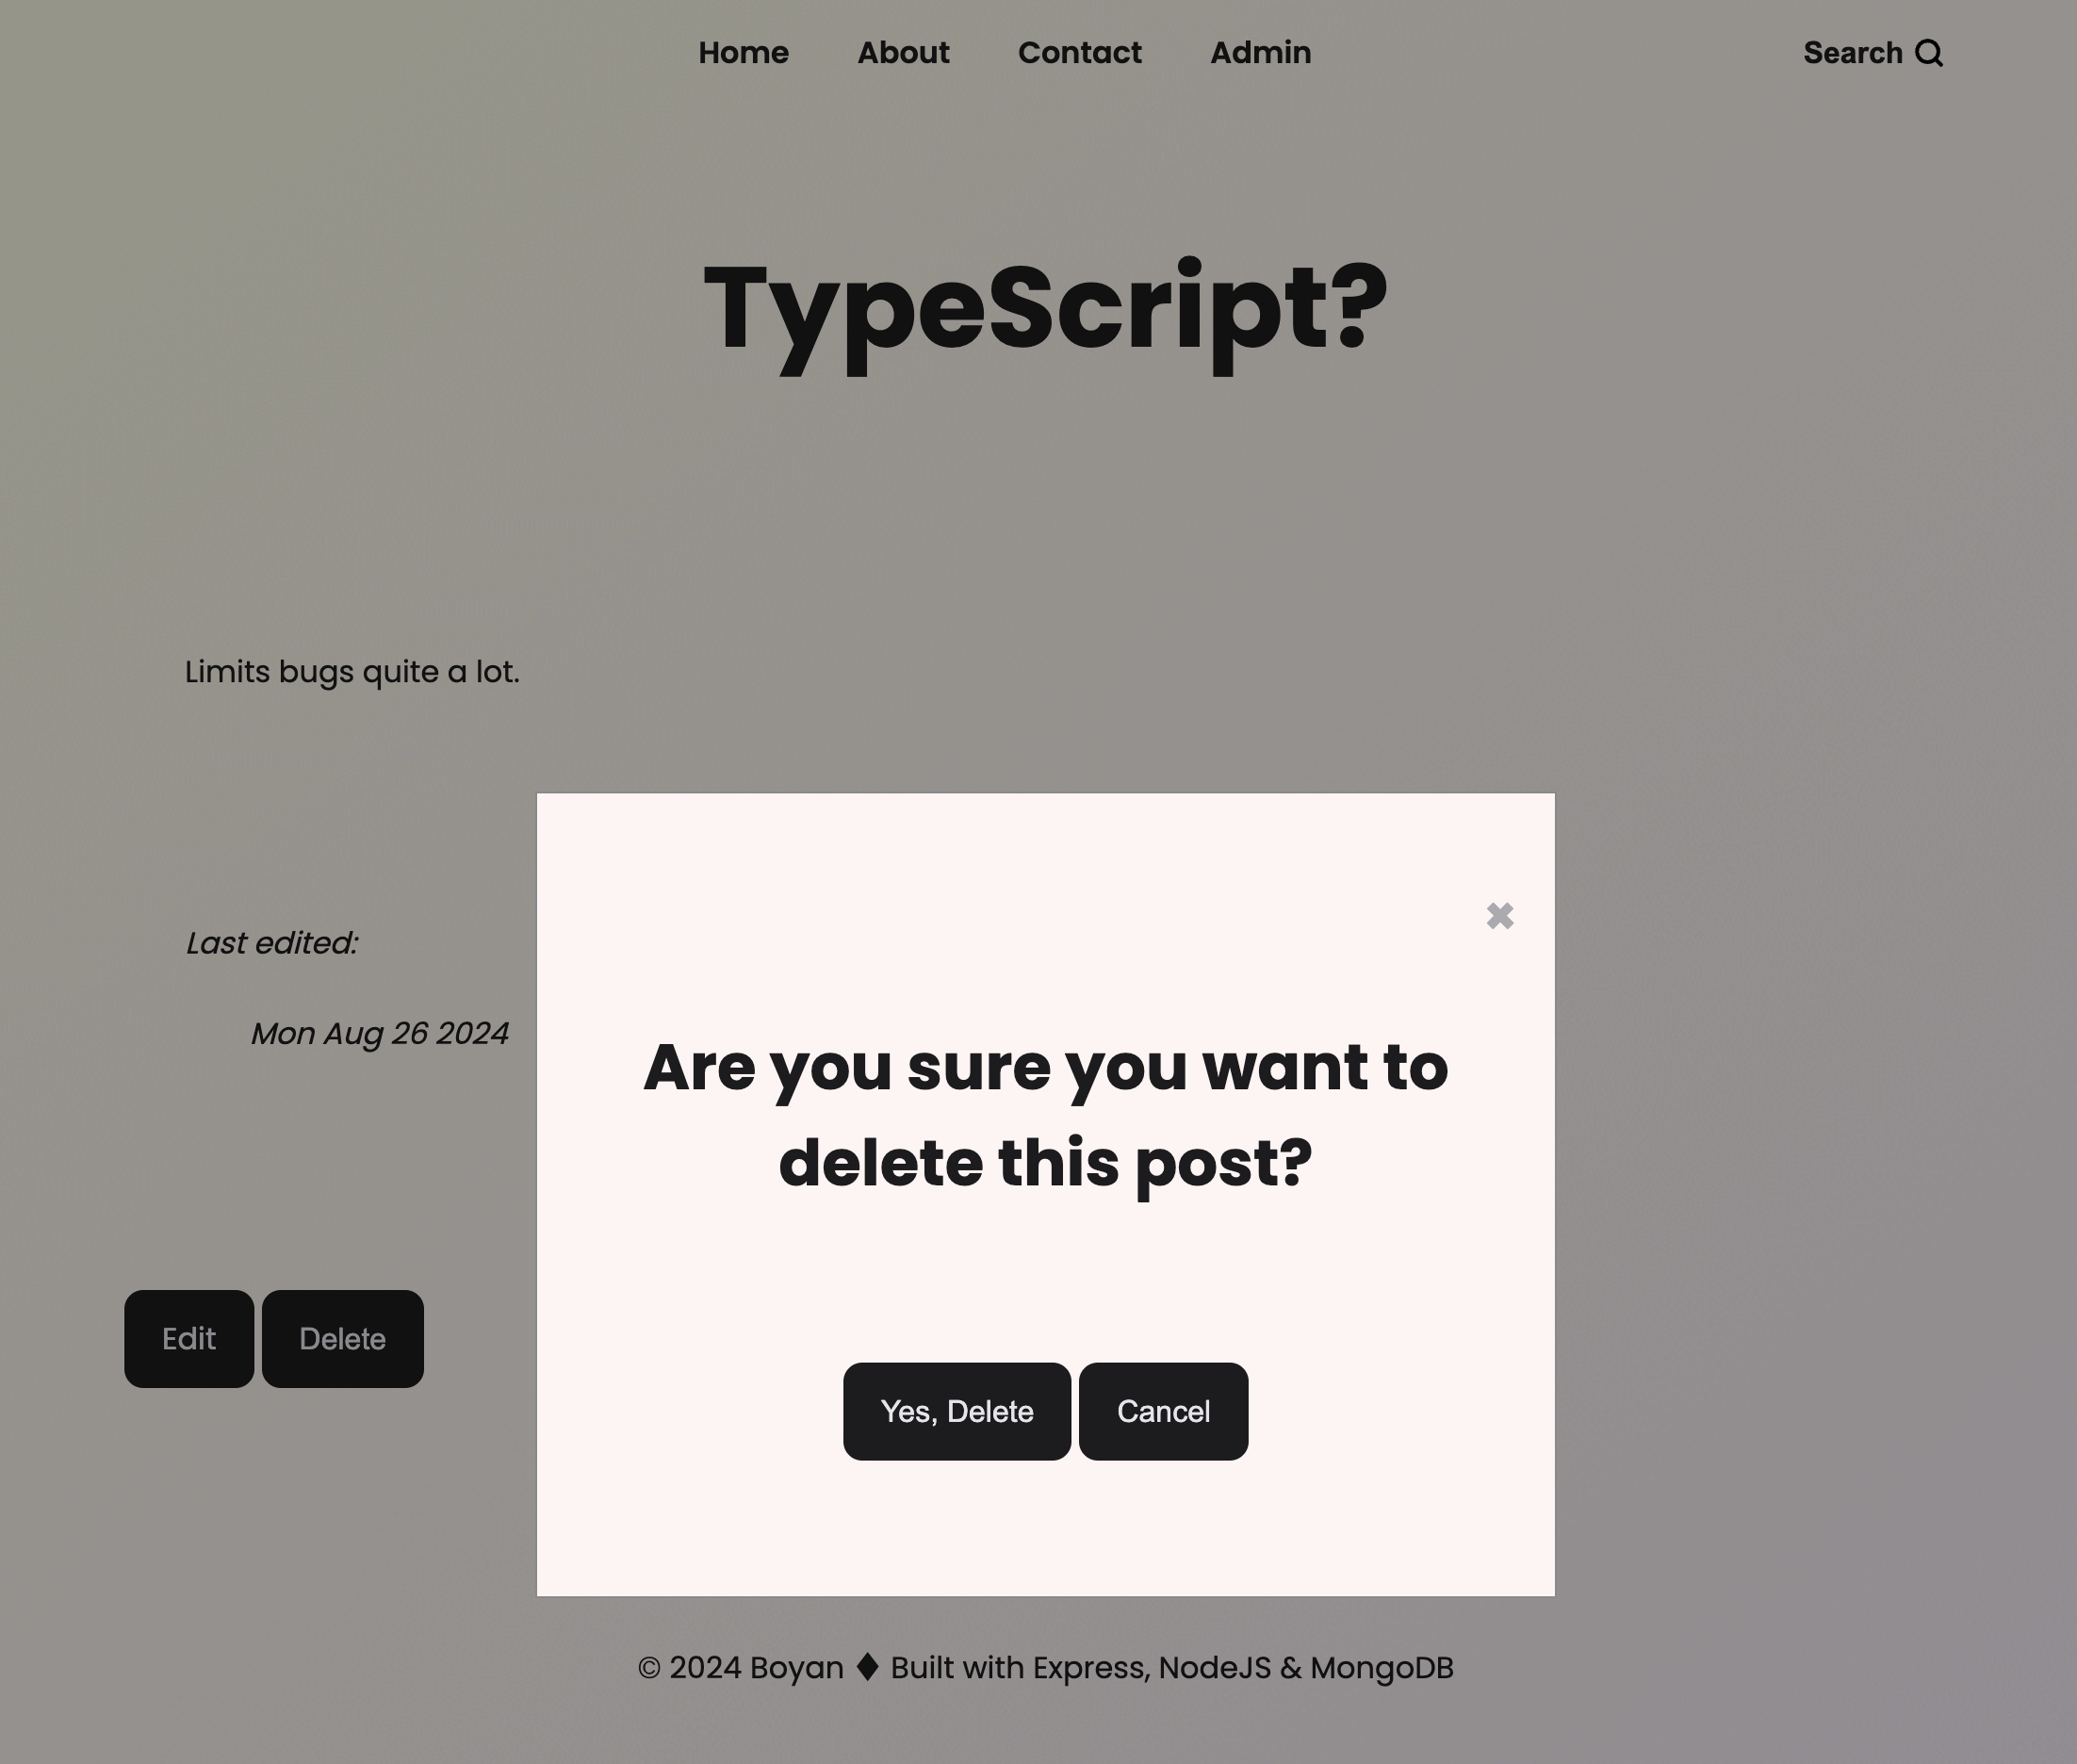 Home About Contact Admin Search
TypeScript?
Limits bugs quite a lot.
Last edited:
Mon Aug 26 2024
Edit Delete
✖
Are you sure you want to
delete this post?
Yes, Delete Cancel
© 2024 Boyan ♦ Built with Express, NodeJS & MongoDB